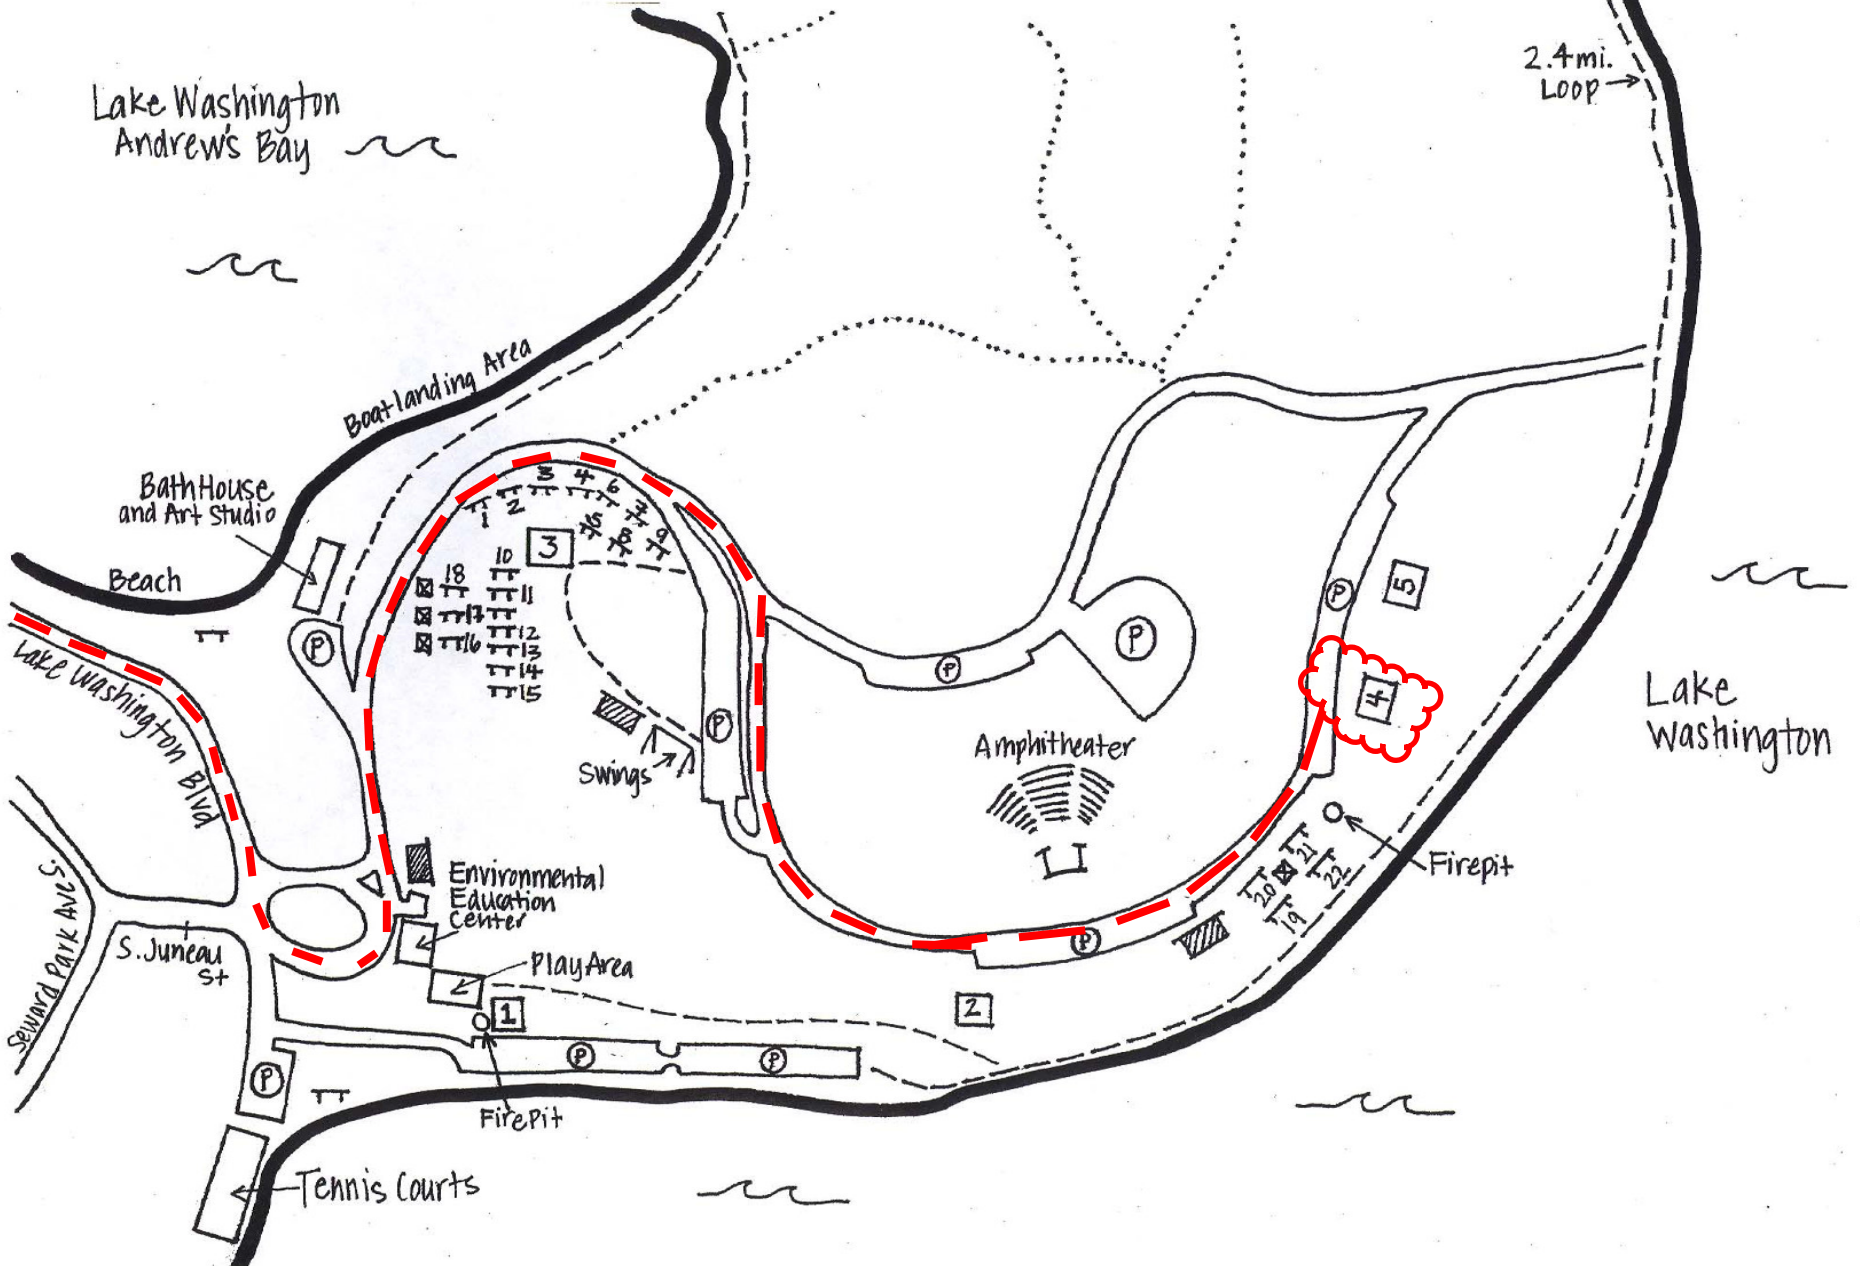 2.4mi.
Loop
Lake Washington
Andrew's Bay
Boatlanding Area
Bath House
and Art Studio
Beach
Lake Washington Blvd
1
2
3
4
6
5
7
8
9
3
10
18
11
17
12
16
13
14
15
P
P
P
P
P
5
4
Swings
Amphitheater
Lake
Washington
Firepit
21
22
20
19
Environmental
Education
Center
Seward Park Ave S.
S. Juneau
St
Play Area
P
1
2
P
P
P
FirePit
Tennis Courts